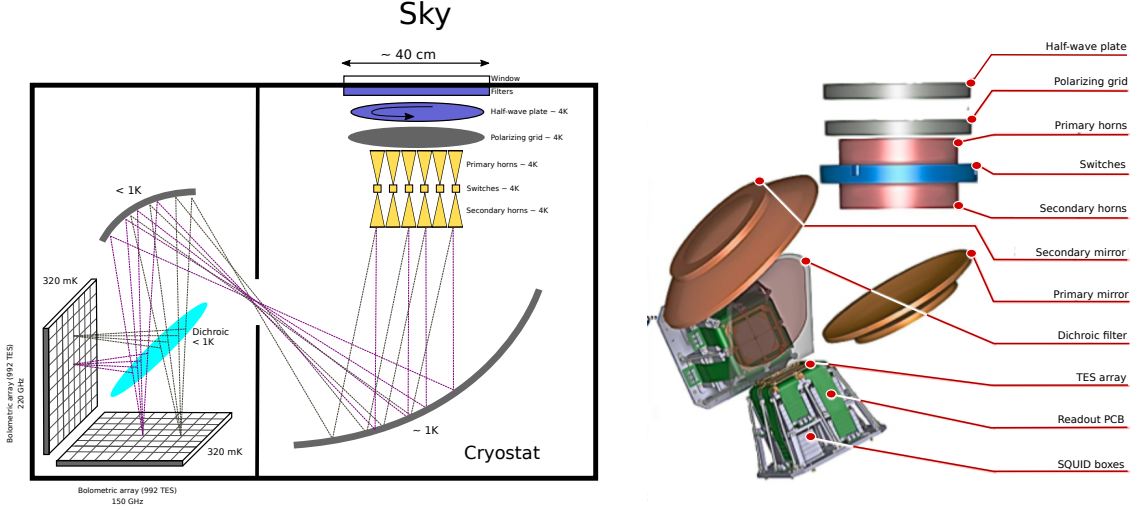 Sky
~ 40 cm
Window
Filters
Half-wave plate ~ 4K
Polarizing grid ~ 4K
Primary horns ~ 4K
Switches ~ 4K
Secondary horns ~ 4K
< 1K
320 mK
Dichroic
< 1K
Bolometric array (992 TES)
220 GHz
~ 1K
320 mK
Cryostat
Bolometric array (992 TES)
150 GHz
Half-wave plate
Polarizing grid
Primary horns
Switches
Secondary horns
Secondary mirror
Primary mirror
Dichroic filter
TES array
Readout PCB
SQUID boxes